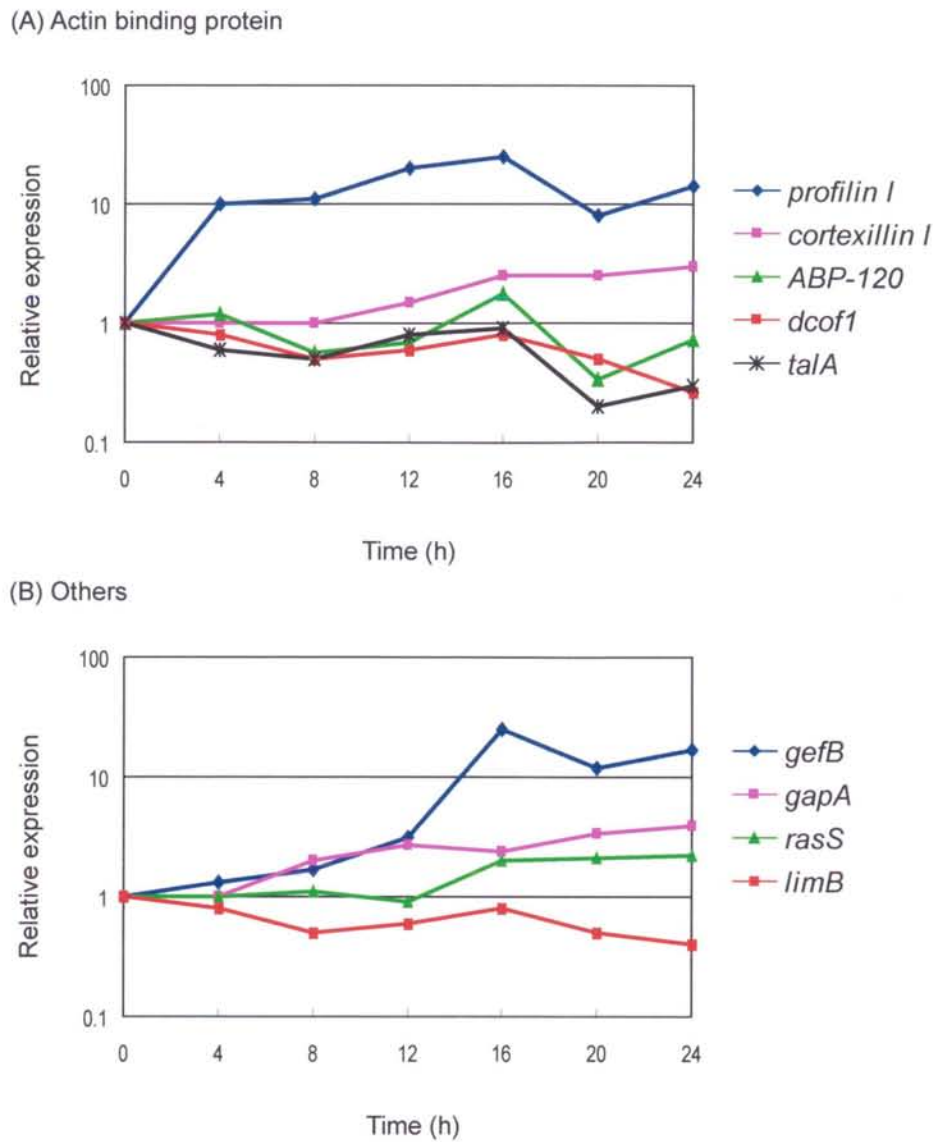 (A) Actin binding protein
100
10
1
0.1
Relative expression
0 4 8 12 16 20 24
Time (h)
profilin I
cortexillin I
ABP-120
dcof1
talA
(B) Others
100
10
1
0.1
Relative expression
0 4 8 12 16 20 24
Time (h)
gefB
gapA
rasS
limB